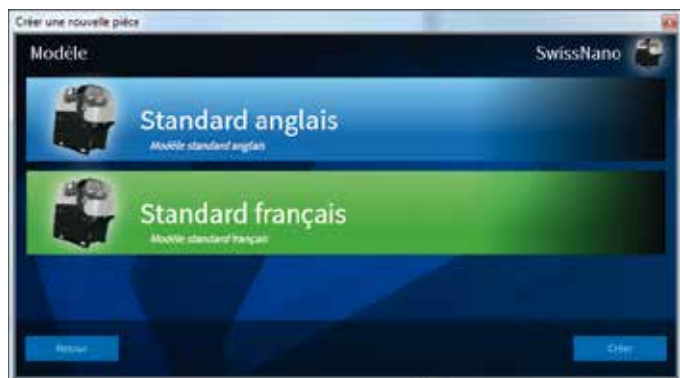 Créer une nouvelle pièce
Modèle
SwissNano
Standard anglais
Modèle standard anglais
Standard français
Modèle standard français
Retour
Créer